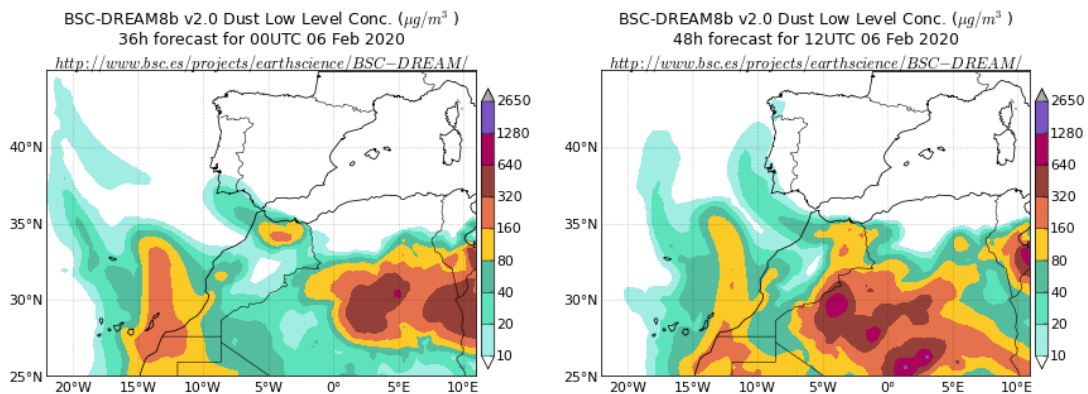 BSC-DREAM8b v2.0 Dust Low Level Conc. (μg/m³ )
36h forecast for 00UTC 06 Feb 2020
http://www.bsc.es/projects/earthscience/BSC−DREAM/
40°N
35°N
30°N
25°N
20°W
15°W
10°W
5°W
0°
5°E
10°E
2650
1280
640
320
160
80
40
20
10
BSC-DREAM8b v2.0 Dust Low Level Conc. (μg/m³ )
48h forecast for 12UTC 06 Feb 2020
http://www.bsc.es/projects/earthscience/BSC−DREAM/
40°N
35°N
30°N
25°N
20°W
15°W
10°W
5°W
0°
5°E
10°E
2650
1280
640
320
160
80
40
20
10